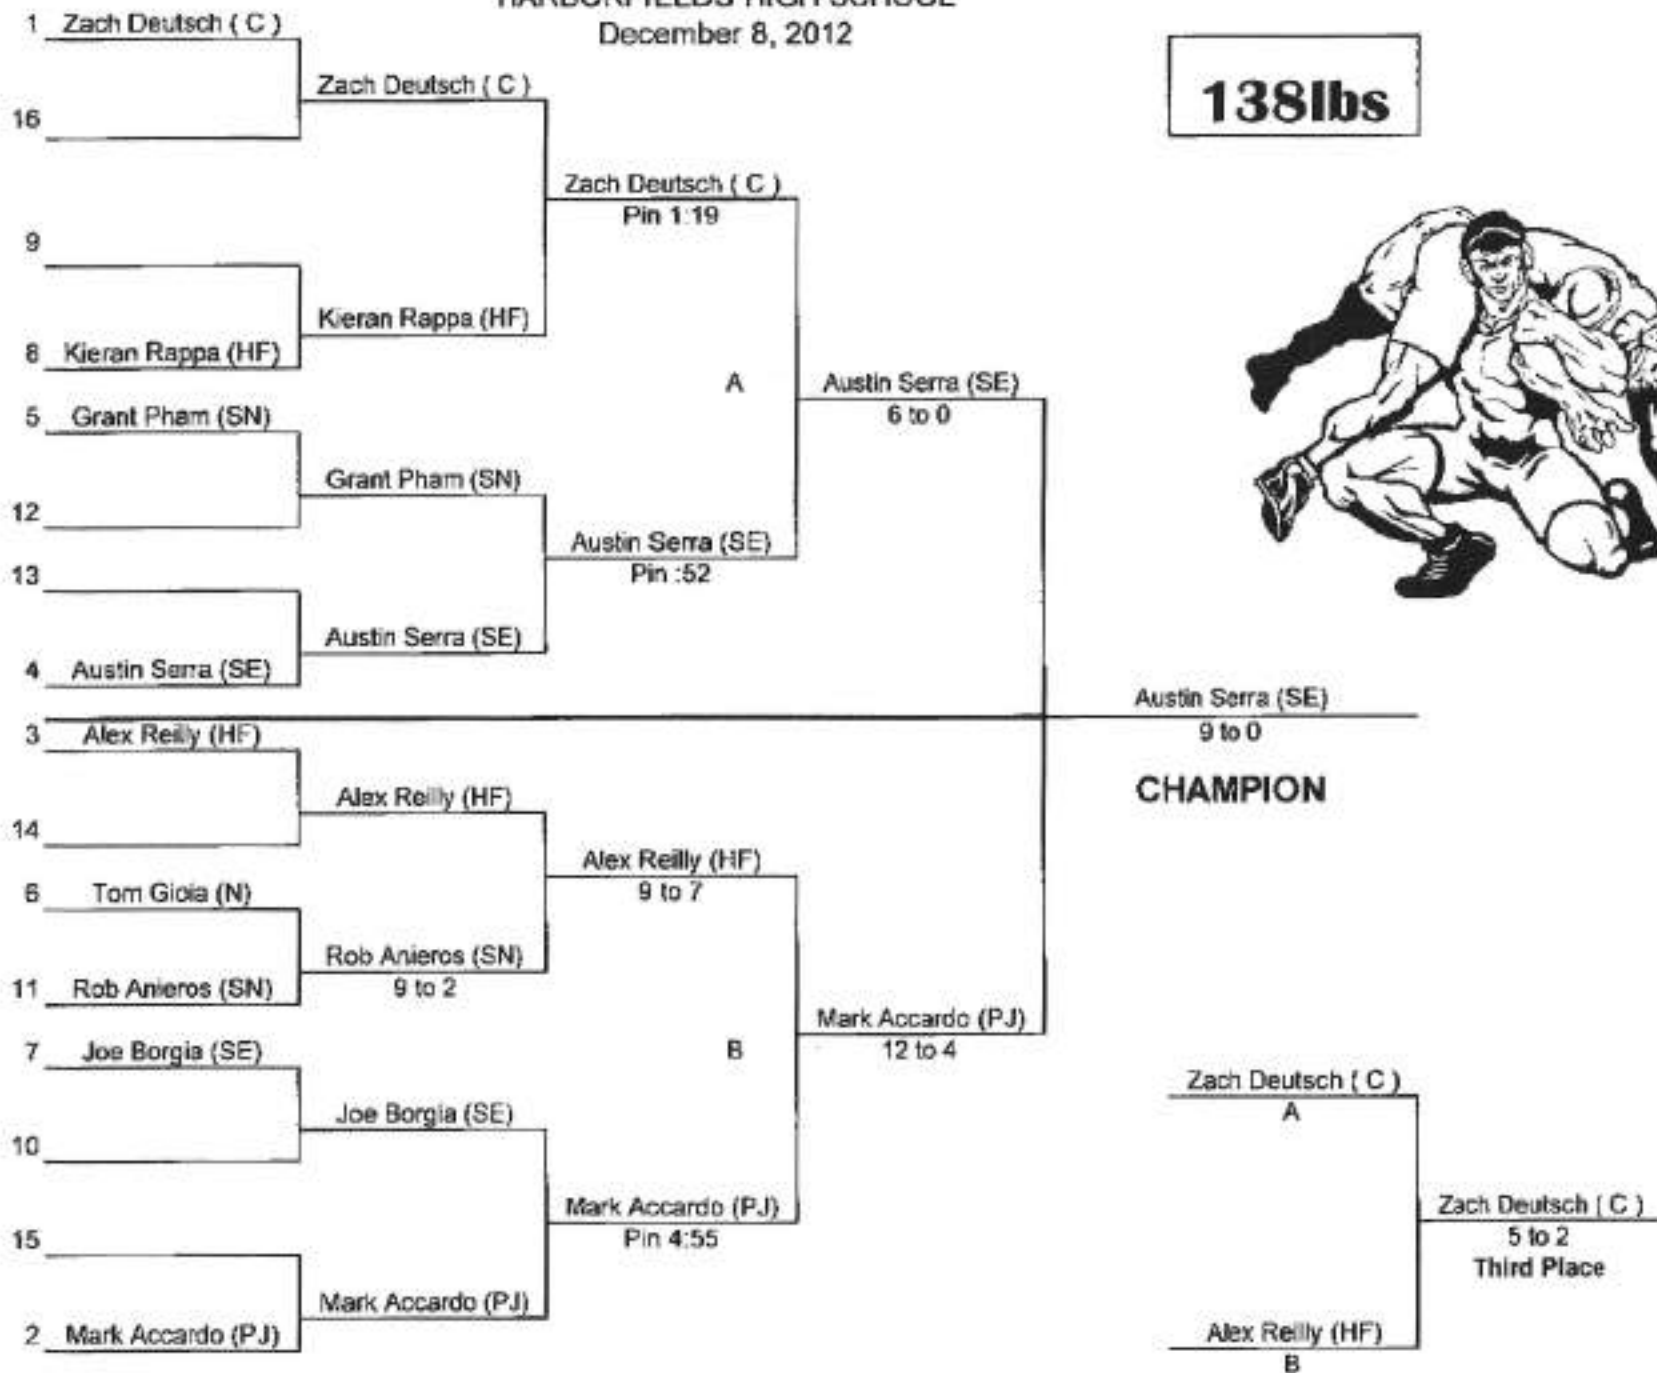 HARBORFIELDS HIGH SCHOOL
December 8, 2012
138lbs
1 Zach Deutsch ( C )
Zach Deutsch ( C )
16
Zach Deutsch ( C )
Pin 1:19
9
Kieran Rappa (HF)
8 Kieran Rappa (HF)
A
Austin Serra (SE)
6 to 0
5 Grant Pham (SN)
Grant Pham (SN)
12
Austin Serra (SE)
Pin :52
13
Austin Serra (SE)
4 Austin Serra (SE)
Austin Serra (SE)
9 to 0
CHAMPION
3 Alex Reilly (HF)
Alex Reilly (HF)
14
Alex Reilly (HF)
9 to 7
6 Tom Gioia (N)
Rob Anieros (SN)
9 to 2
11 Rob Anieros (SN)
Mark Accardo (PJ)
12 to 4
B
7 Joe Borgia (SE)
Joe Borgia (SE)
10
Mark Accardo (PJ)
Pin 4:55
15
Mark Accardo (PJ)
2 Mark Accardo (PJ)
Zach Deutsch ( C )
A
Zach Deutsch ( C )
5 to 2
Third Place
Alex Reilly (HF)
B